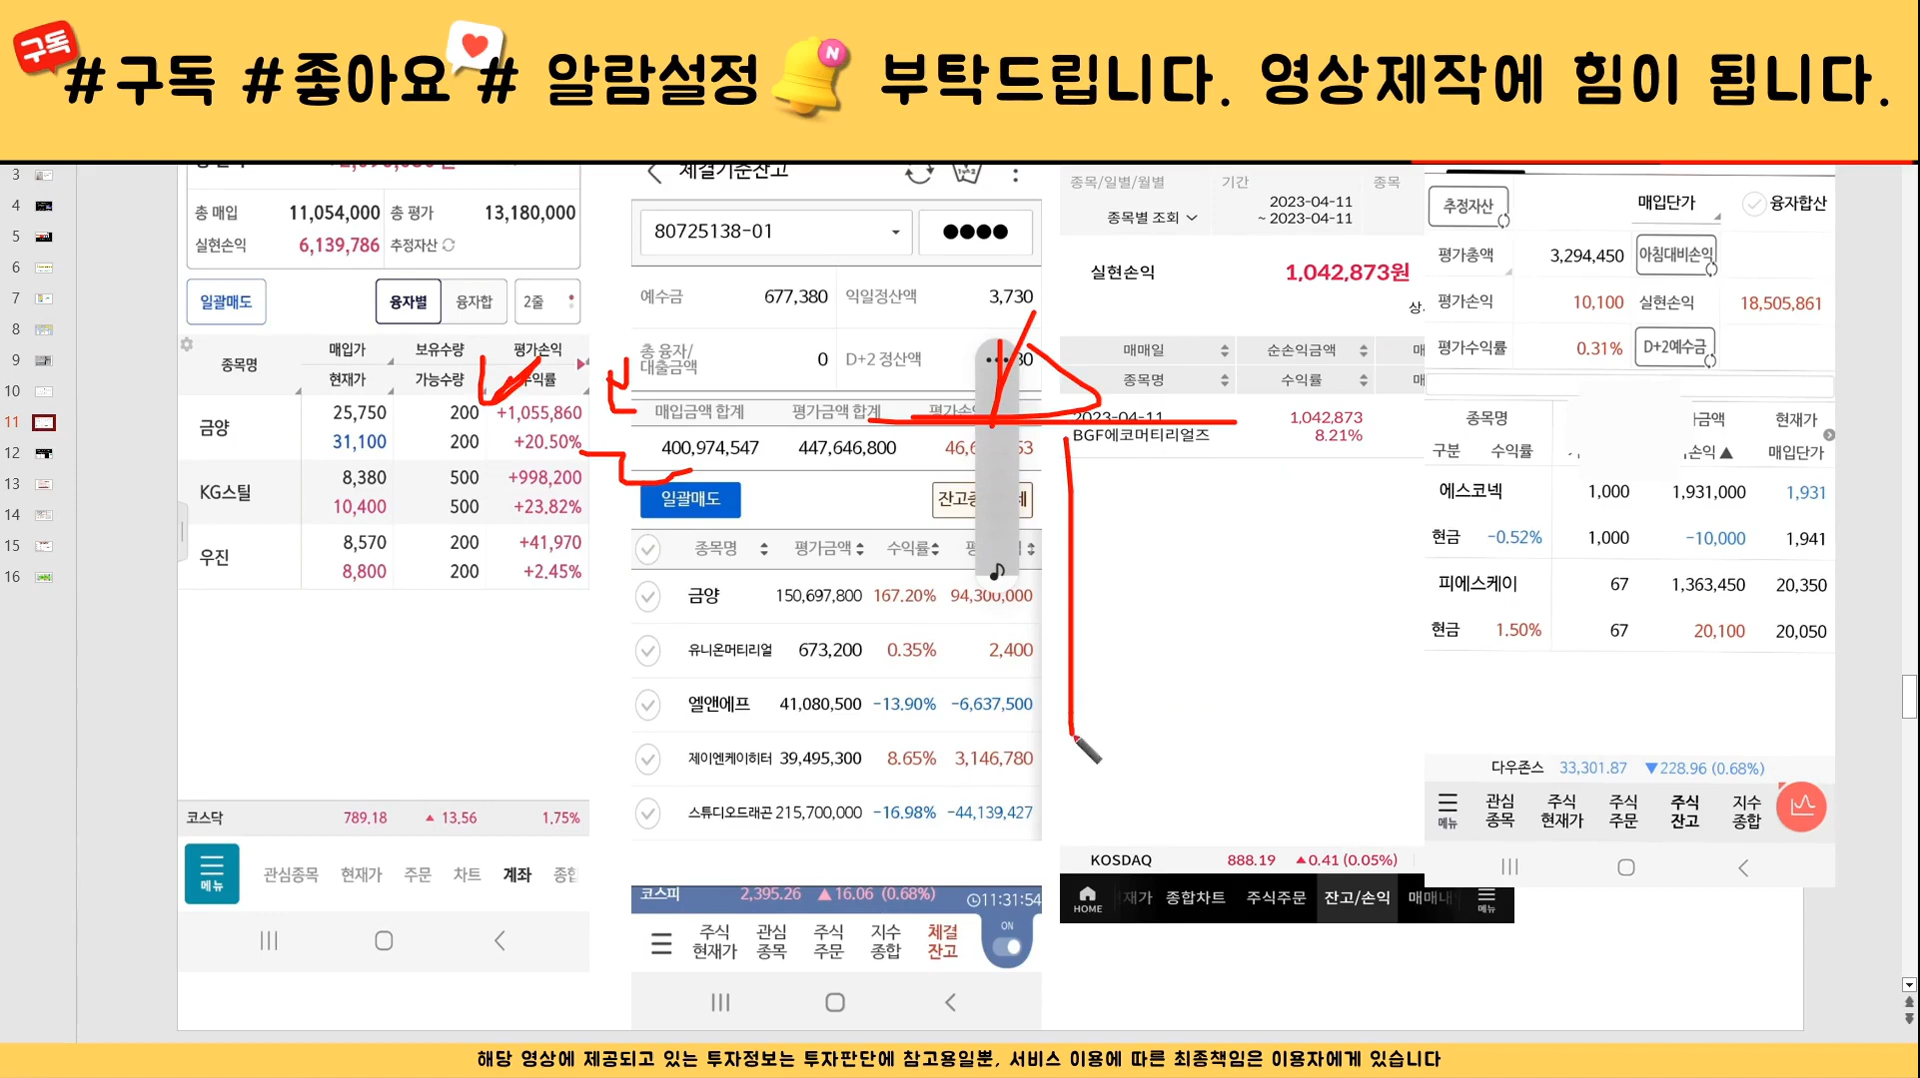 구독
#구독 #좋아요 # 알람설정 N 부탁드립니다. 영상제작에 힘이 됩니다.
3
4
5
6
7
8
9
10
11
12
13
14
15
16
총 매입 11,054,000 총 평가 13,180,000
실현손익 6,139,786 추정자산
일괄매도 융자별 융자합 2줄
종목명 매입가 보유수량 평가손익
현재가 가능수량
금양 25,750 200 +1,055,860
31,100 200 +20.50%
KG스틸 8,380 500 +998,200
10,400 500 +23.82%
우진 8,570 200 +41,970
8,800 200 +2.45%
코스닥 789.18 ▲ 13.56 1.75%
메뉴 관심종목 현재가 주문 차트 계좌 종합
체결기준잔고
80725138-01
예수금 677,380 익일정산액 3,730
총 융자/
대출금액 0 D+2 정산액
매입금액 합계 평가금액 합계
400,974,547 447,646,800
일괄매도
종목명 평가금액 수익률
금양 150,697,800 167.20% 94,300,000
유니온머티리얼 673,200 0.35% 2,400
엘앤에프 41,080,500 -13.90% -6,637,500
제이엔케이히터 39,495,300 8.65% 3,146,780
스튜디오드래곤 215,700,000 -16.98% -44,139,427
코스피 2,395.26 ▲16.06 (0.68%) 11:31:54
ON
주식 관심 주식 지수 체결
현재가 종목 주문 종합 잔고
종목/일별/월별 기간 종목
종목별 조회 2023-04-11
~ 2023-04-11
실현손익 1,042,873원
매매일 순손익금액
종목명 수익률
2023-04-11 1,042,873
BGF에코머티리얼즈 8.21%
KOSDAQ 888.19 ▲0.41 (0.05%)
HOME 종합차트 주식주문 잔고/손익 메뉴
추정자산 매입단가 융자합산
평가총액 3,294,450 아침대비손익
평가손익 10,100 실현손익 18,505,861
평가수익률 0.31% D+2예수금
종목명 현재가
구분 수익률 손익▲ 매입단가
에스코넥 1,000 1,931,000 1,931
현금 -0.52% 1,000 -10,000 1,941
피에스케이 67 1,363,450 20,350
현금 1.50% 67 20,100 20,050
다우존스 33,301.87 ▼228.96 (0.68%)
메뉴 관심 주식 주식 주식 지수
종목 현재가 주문 잔고 종합
해당 영상에 제공되고 있는 투자정보는 투자판단에 참고용일뿐, 서비스 이용에 따른 최종책임은 이용자에게 있습니다